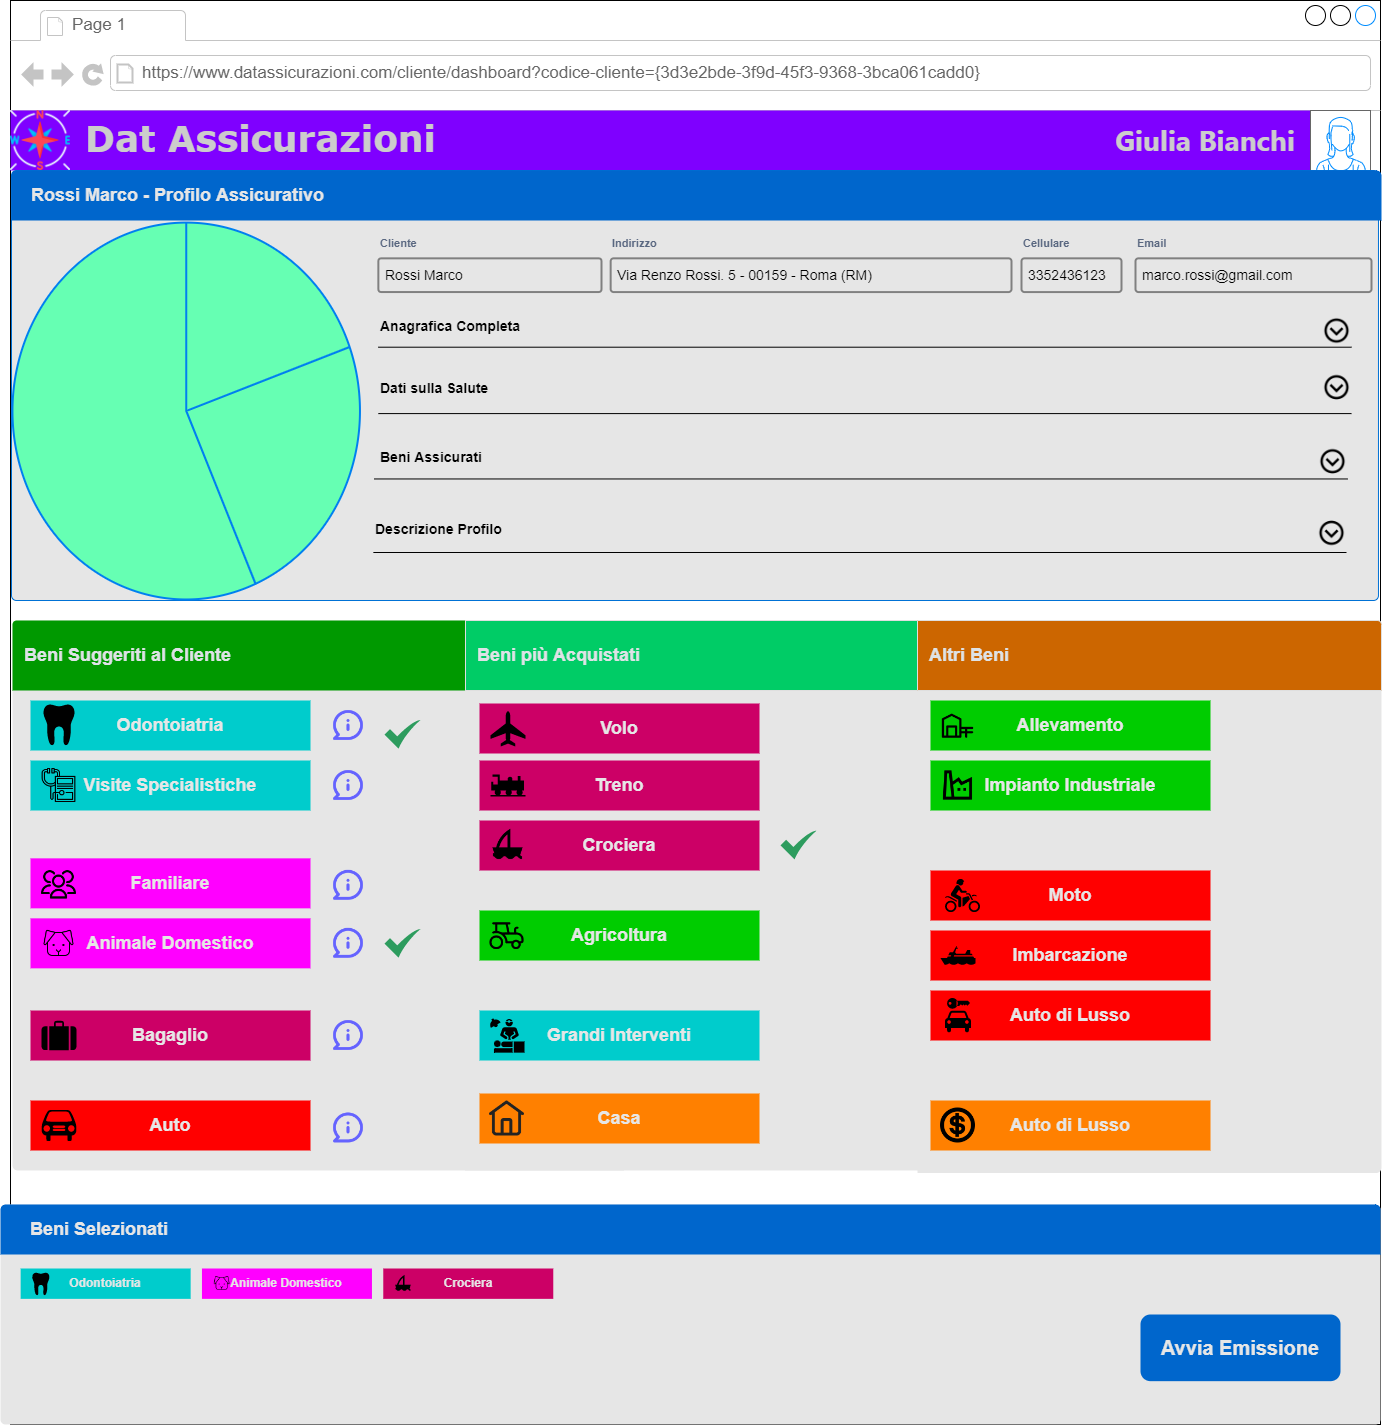 Page 1
https://www.datassicurazioni.com/cliente/dashboard?codice-cliente={3d3e2bde-3f9d-45f3-9368-3bca061cadd0}
N
W E
S
Dat Assicurazioni
Giulia Bianchi
Rossi Marco - Profilo Assicurativo
Cliente
Indirizzo
Cellulare
Email
Rossi Marco
Via Renzo Rossi. 5 - 00159 - Roma (RM)
3352436123
marco.rossi@gmail.com
Anagrafica Completa
Dati sulla Salute
Beni Assicurati
Descrizione Profilo
Beni Suggeriti al Cliente
Odontoiatria
Visite Specialistiche
Familiare
Animale Domestico
Bagaglio
Auto
Beni più Acquistati
Volo
Treno
Crociera
Agricoltura
Grandi Interventi
Casa
Altri Beni
Allevamento
Impianto Industriale
Moto
Imbarcazione
Auto di Lusso
$ Auto di Lusso
Beni Selezionati
Odontoiatria
Animale Domestico
Crociera
Avvia Emissione